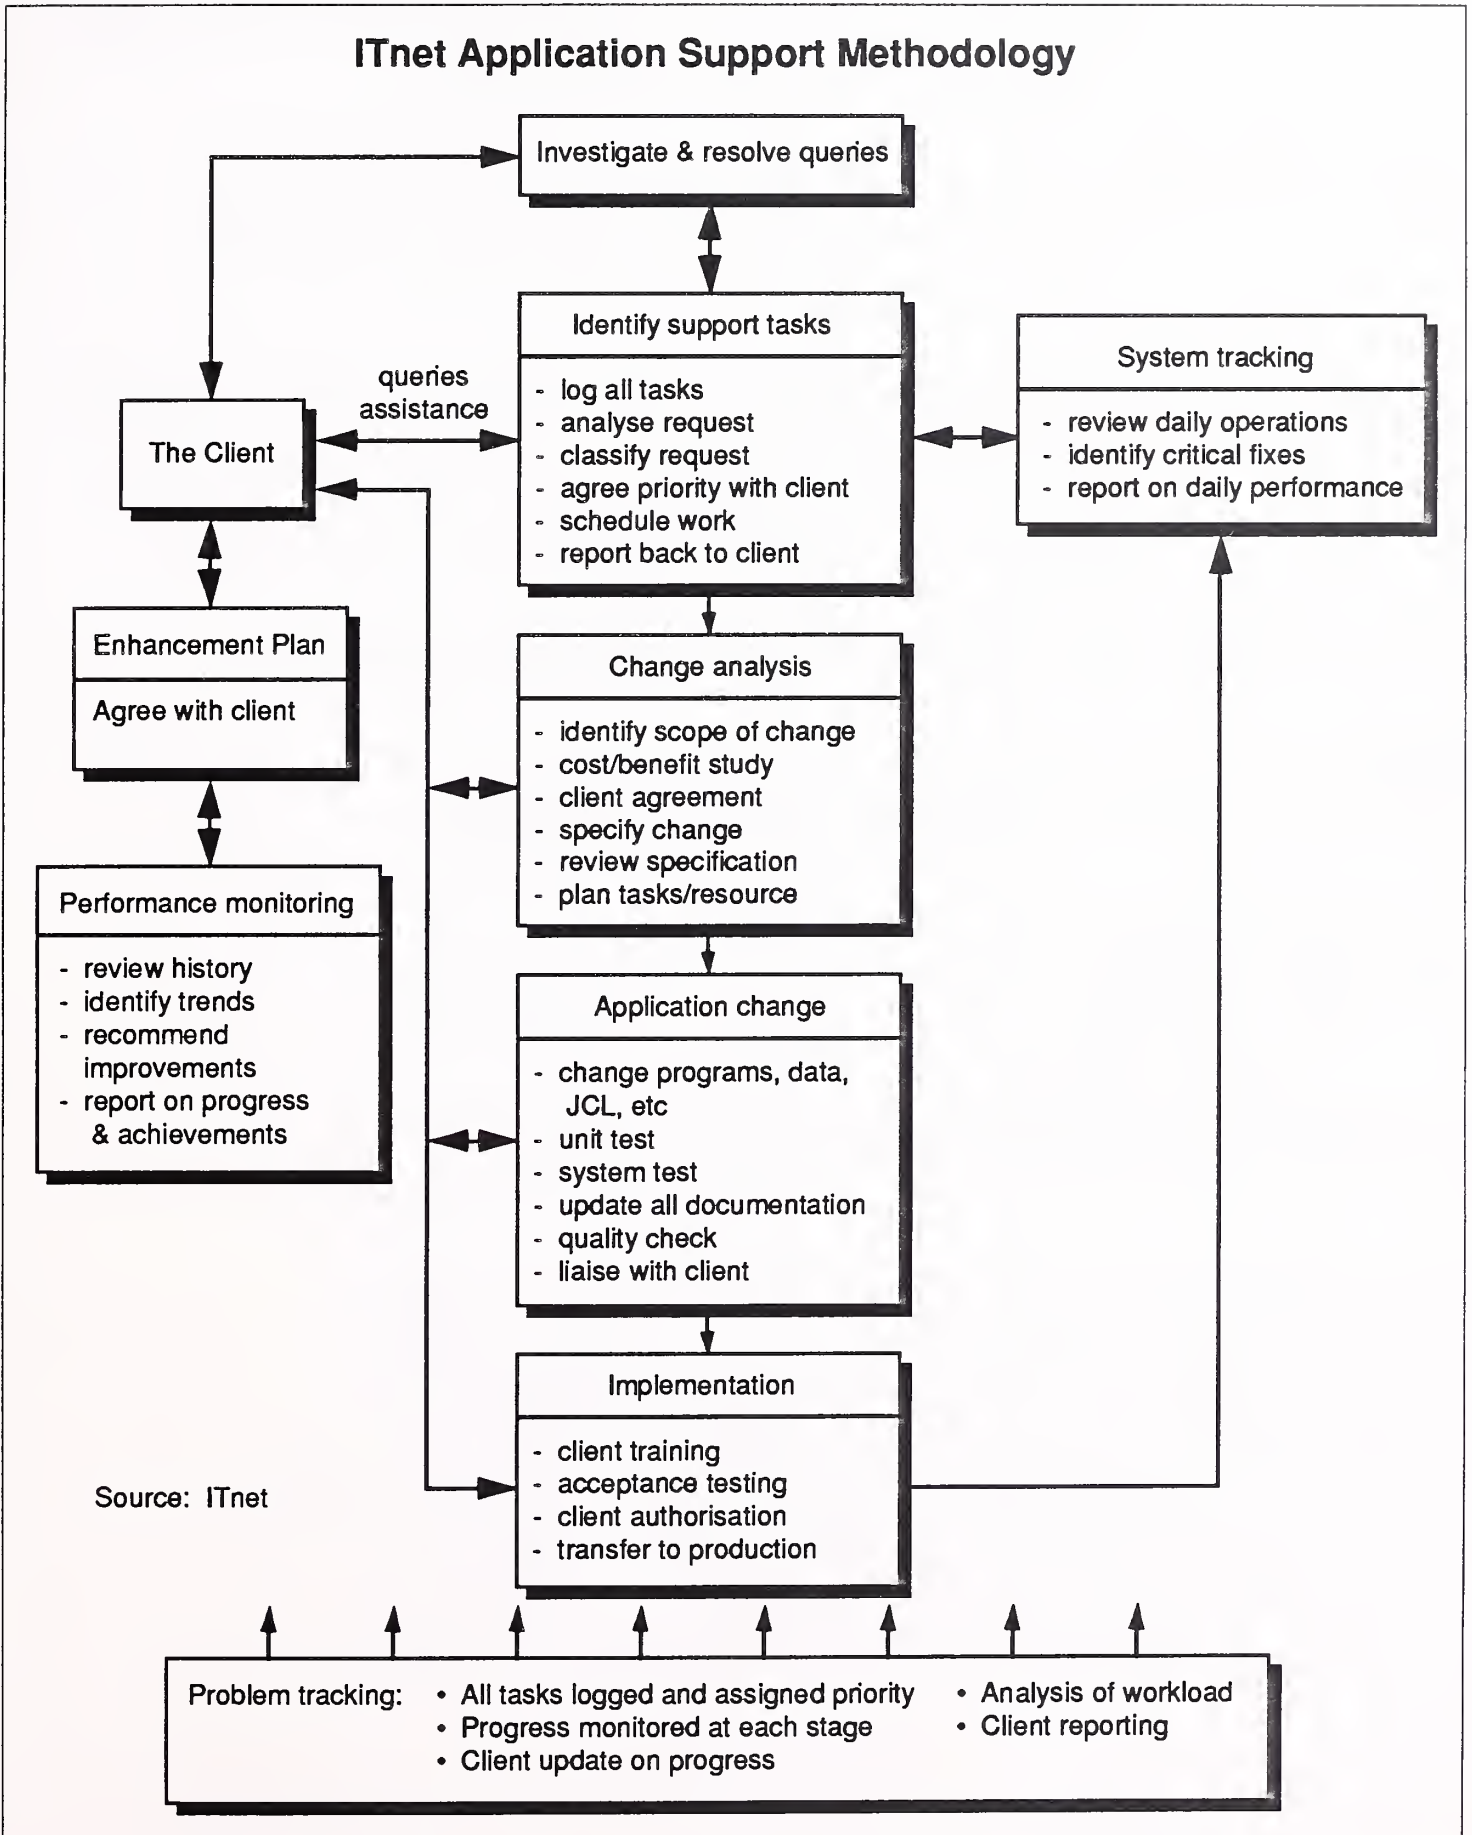 ITnet Application Support Methodology
Investigate & resolve queries
Identify support tasks
- log all tasks
- analyse request
- classify request
- agree priority with client
- schedule work
- report back to client
System tracking
- review daily operations
- identify critical fixes
- report on daily performance
queries
assistance
The Client
Enhancement Plan
Agree with client
Change analysis
- identify scope of change
- cost/benefit study
- client agreement
- specify change
- review specification
- plan tasks/resource
Performance monitoring
- review history
- identify trends
- recommend
improvements
- report on progress
& achievements
Application change
- change programs, data,
JCL, etc
- unit test
- system test
- update all documentation
- quality check
- liaise with client
Implementation
- client training
- acceptance testing
- client authorisation
- transfer to production
Source: ITnet
Problem tracking:
• All tasks logged and assigned priority
• Progress monitored at each stage
• Client update on progress
• Analysis of workload
• Client reporting